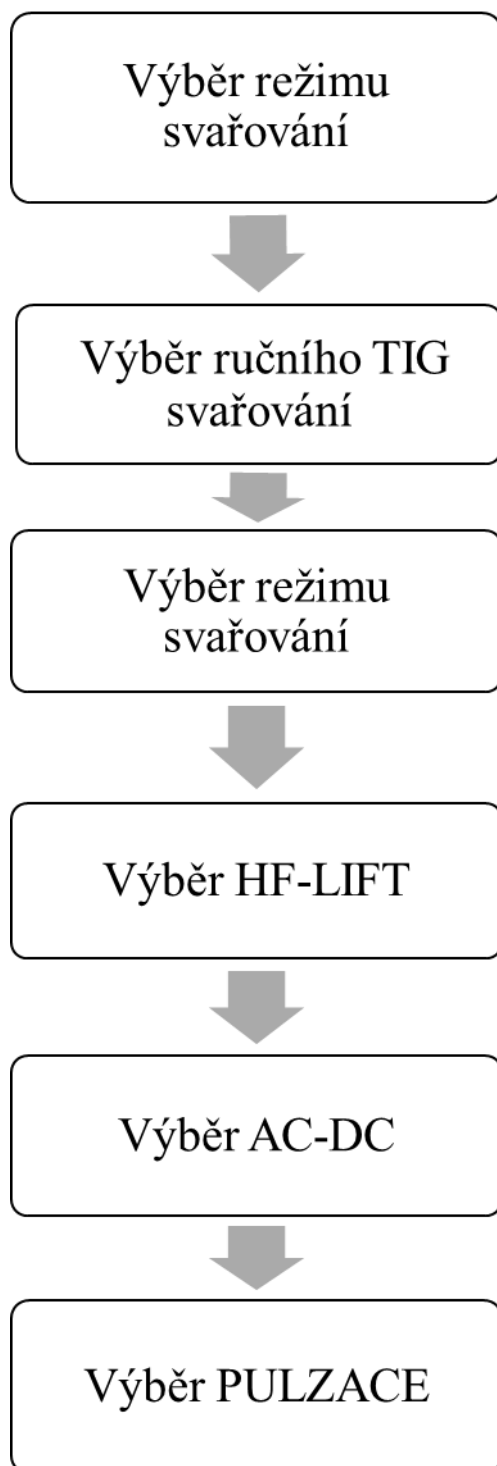 Výběr režimu
svařování
Výběr ručního TIG
svařování
Výběr režimu
svařování
Výběr HF-LIFT
Výběr AC-DC
Výběr PULZACE